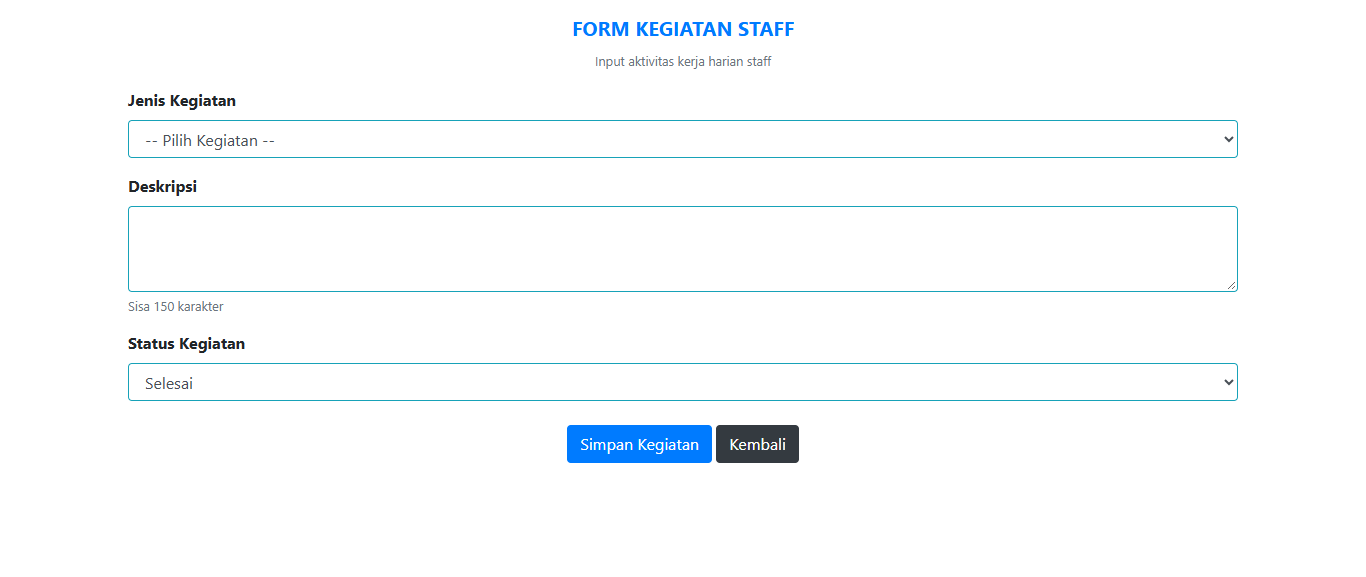 FORM KEGIATAN STAFF
Input aktivitas kerja harian staff
Jenis Kegiatan
-- Pilih Kegiatan --
Deskripsi
Sisa 150 karakter
Status Kegiatan
Selesai
Simpan Kegiatan Kembali